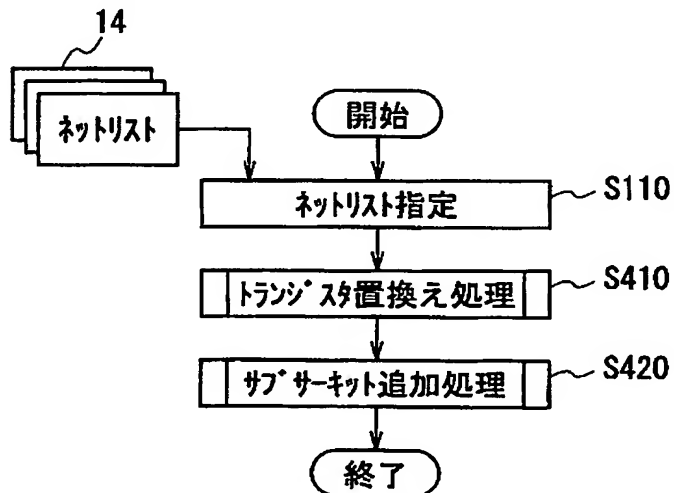 14
ネットリスト
開始
ネットリスト指定
S110
トランジスタ置換え処理
S410
サブサーキット追加処理
S420
終了